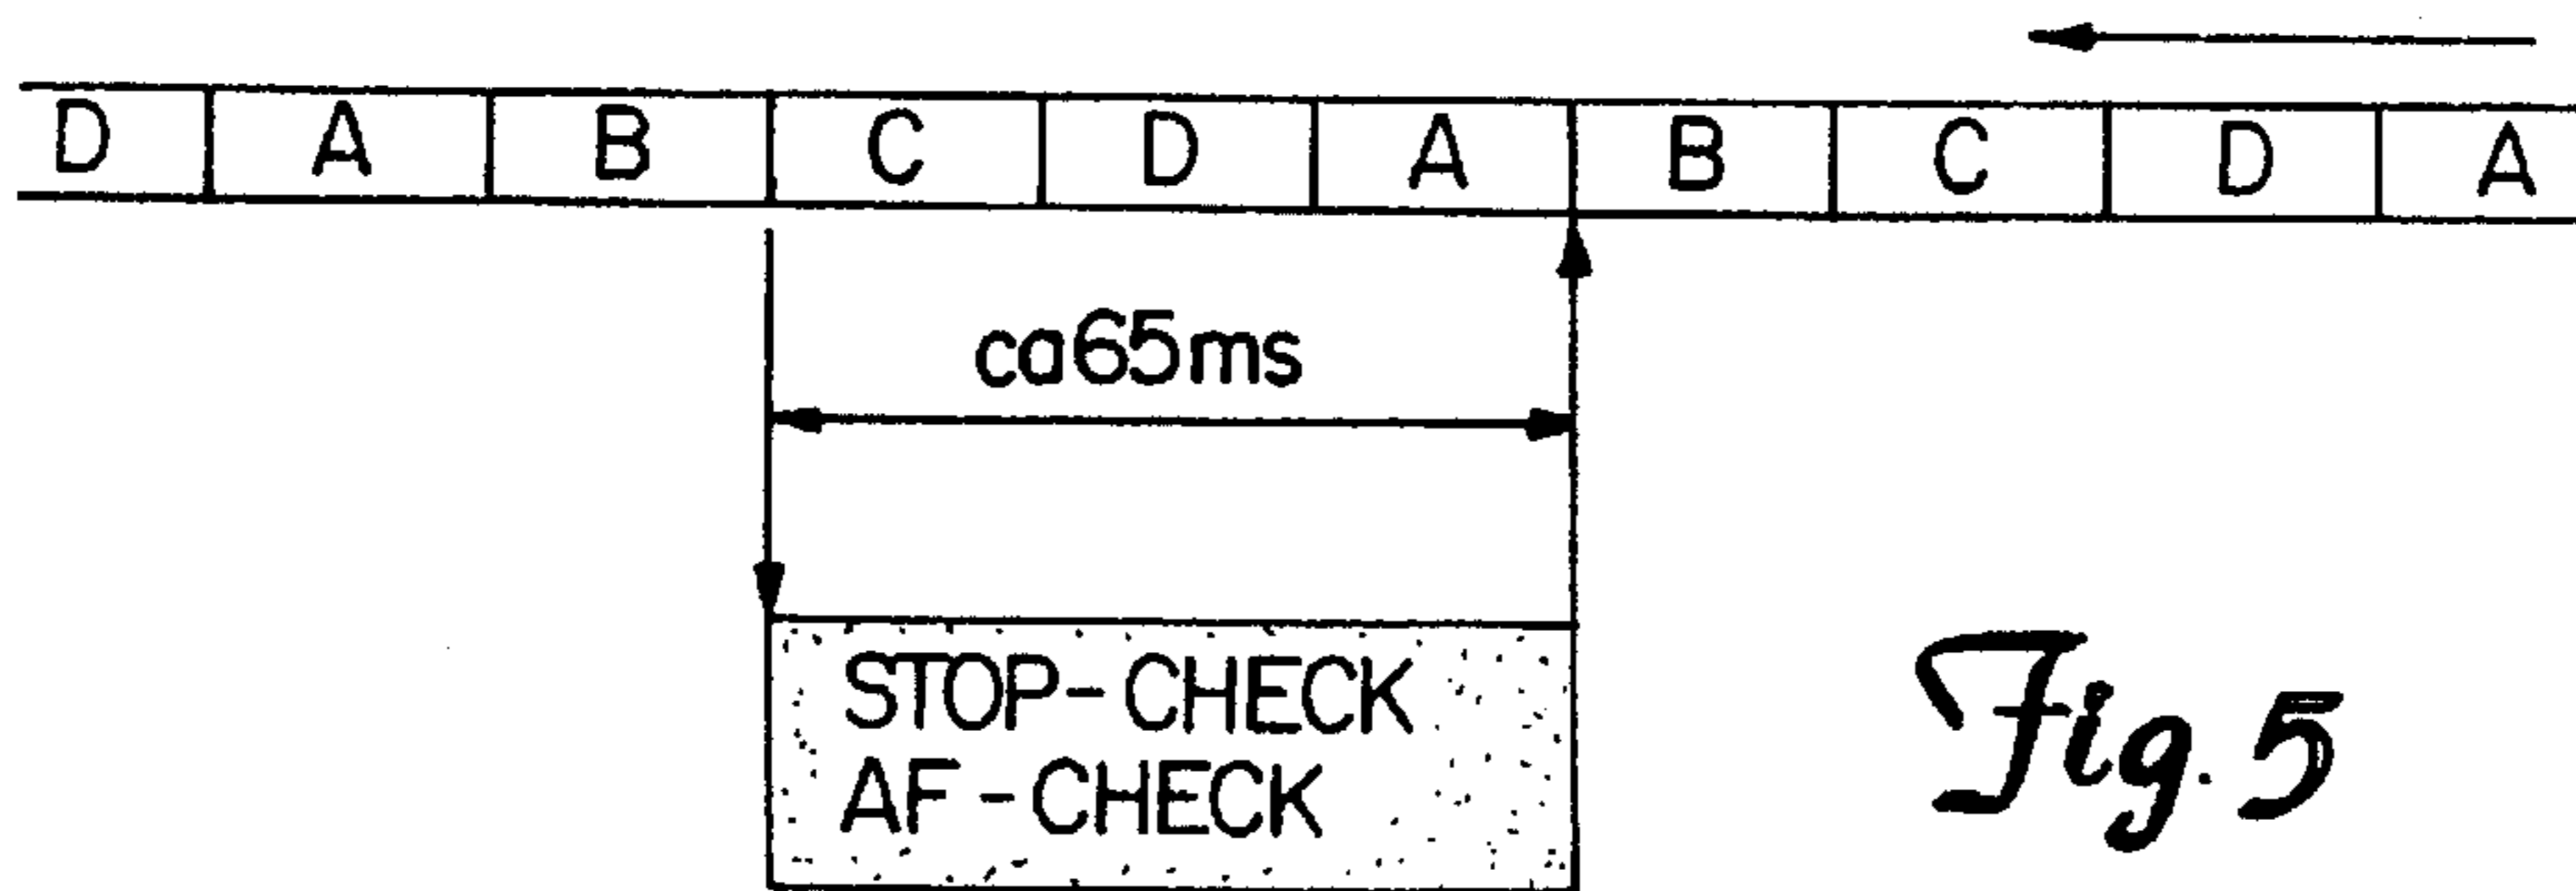 D A B C D A B C D A
ca65ms
STOP-CHECK
AF-CHECK
Fig. 5